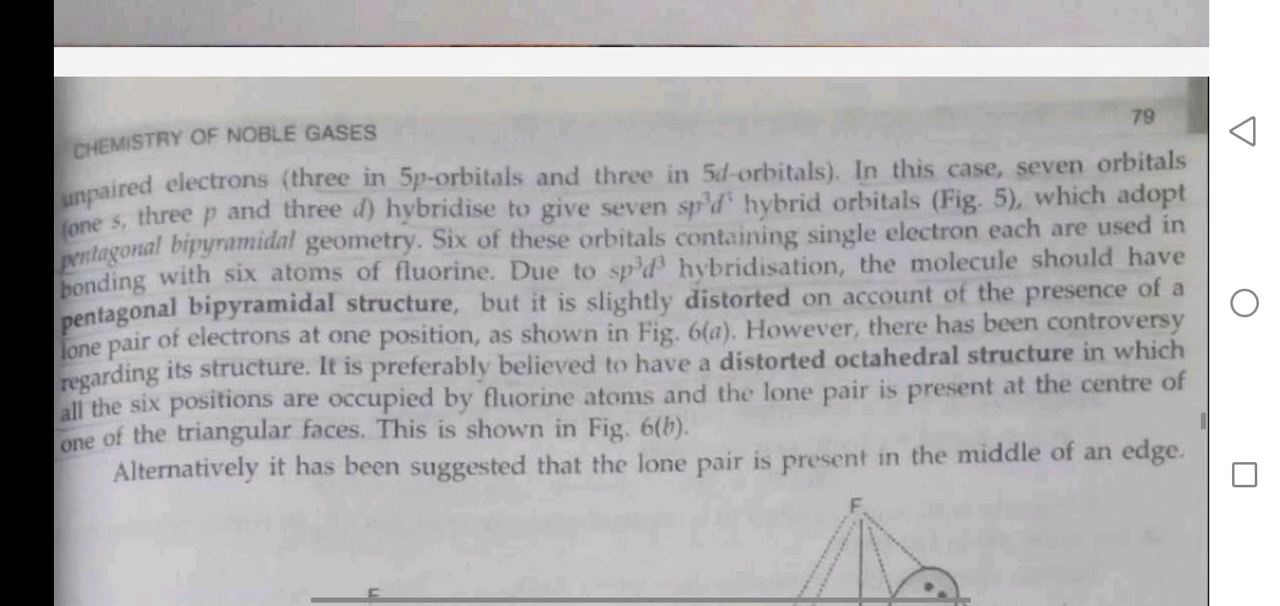 CHEMISTRY OF NOBLE GASES
79
unpaired electrons (three in 5p-orbitals and three in 5d-orbitals). In this case, seven orbitals
(one s, three p and three d) hybridise to give seven sp³d³ hybrid orbitals (Fig. 5), which adopt
pentagonal bipyramidal geometry. Six of these orbitals containing single electron each are used in
bonding with six atoms of fluorine. Due to sp³d³ hybridisation, the molecule should have
pentagonal bipyramidal structure, but it is slightly distorted on account of the presence of a
lone pair of electrons at one position, as shown in Fig. 6(a). However, there has been controversy
regarding its structure. It is preferably believed to have a distorted octahedral structure in which
all the six positions are occupied by fluorine atoms and the lone pair is present at the centre of
one of the triangular faces. This is shown in Fig. 6(b).
Alternatively it has been suggested that the lone pair is present in the middle of an edge.
F
F